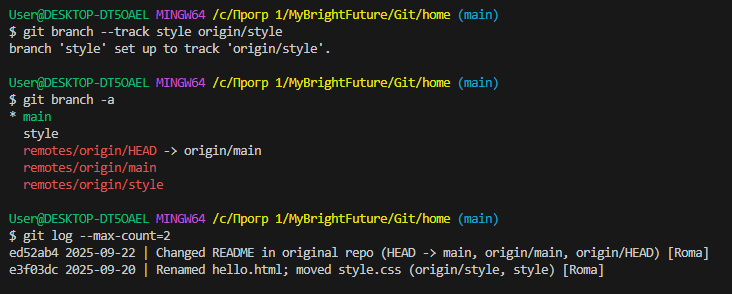 User@DESKTOP-DT5OAEL MINGW64 /c/Прогр 1/MyBrightFuture/Git/home (main)
$ git branch --track style origin/style
branch 'style' set up to track 'origin/style'.
User@DESKTOP-DT5OAEL MINGW64 /c/Прогр 1/MyBrightFuture/Git/home (main)
$ git branch -a
* main
  style
  remotes/origin/HEAD -> origin/main
  remotes/origin/main
  remotes/origin/style
User@DESKTOP-DT5OAEL MINGW64 /c/Прогр 1/MyBrightFuture/Git/home (main)
$ git log --max-count=2
ed52ab4 2025-09-22 | Changed README in original repo (HEAD -> main, origin/main, origin/HEAD) [Roma]
e3f03dc 2025-09-20 | Renamed hello.html; moved style.css (origin/style, style) [Roma]